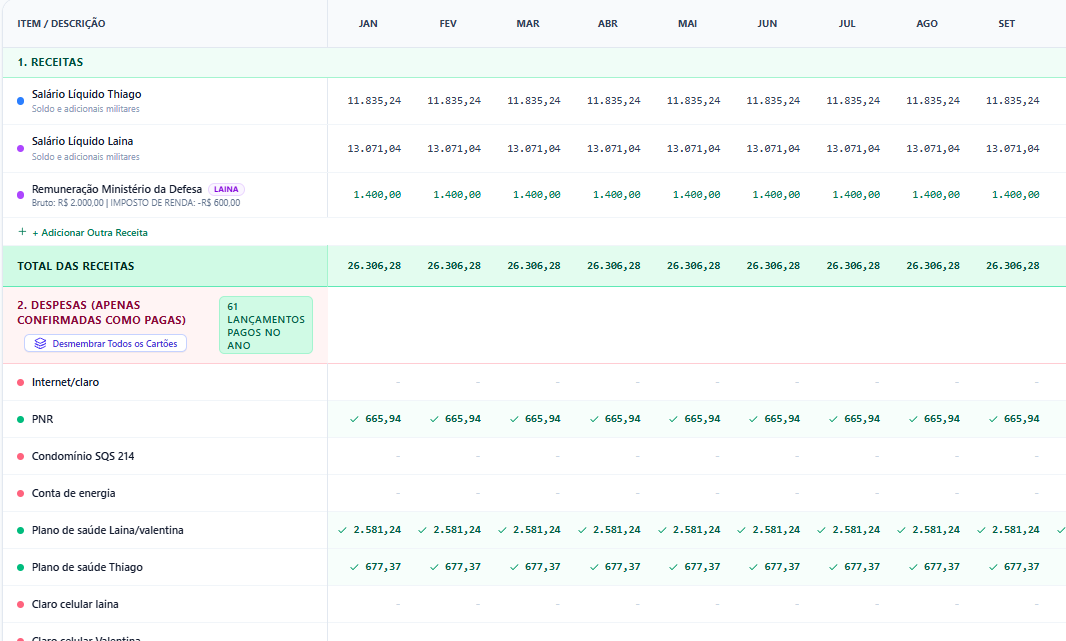 ITEM / DESCRIÇÃO JAN FEV MAR ABR MAI JUN JUL AGO SET
1. RECEITAS
Salário Líquido Thiago 11.835,24 11.835,24 11.835,24 11.835,24 11.835,24 11.835,24 11.835,24 11.835,24 11.835,24
Soldo e adicionais militares
Salário Líquido Laina 13.071,04 13.071,04 13.071,04 13.071,04 13.071,04 13.071,04 13.071,04 13.071,04 13.071,04
Soldo e adicionais militares
Remuneração Ministério da Defesa LAINA 1.400,00 1.400,00 1.400,00 1.400,00 1.400,00 1.400,00 1.400,00 1.400,00 1.400,00
Bruto: R$ 2.000,00 | IMPOSTO DE RENDA: -R$ 600,00
+ + Adicionar Outra Receita
TOTAL DAS RECEITAS 26.306,28 26.306,28 26.306,28 26.306,28 26.306,28 26.306,28 26.306,28 26.306,28 26.306,28
2. DESPESAS (APENAS
CONFIRMADAS COMO PAGAS)
Desmembrar Todos os Cartões
61
LANÇAMENTOS
PAGOS NO
ANO
Internet/claro - - - - - - - - -
PNR ✓ 665,94 ✓ 665,94 ✓ 665,94 ✓ 665,94 ✓ 665,94 ✓ 665,94 ✓ 665,94 ✓ 665,94 ✓ 665,94
Condomínio SQS 214 - - - - - - - - -
Conta de energia - - - - - - - - -
Plano de saúde Laina/valentina ✓ 2.581,24 ✓ 2.581,24 ✓ 2.581,24 ✓ 2.581,24 ✓ 2.581,24 ✓ 2.581,24 ✓ 2.581,24 ✓ 2.581,24 ✓ 2.581,24 ✓
Plano de saúde Thiago ✓ 677,37 ✓ 677,37 ✓ 677,37 ✓ 677,37 ✓ 677,37 ✓ 677,37 ✓ 677,37 ✓ 677,37 ✓ 677,37
Claro celular laina - - - - - - - - -
Claro celular Valentina